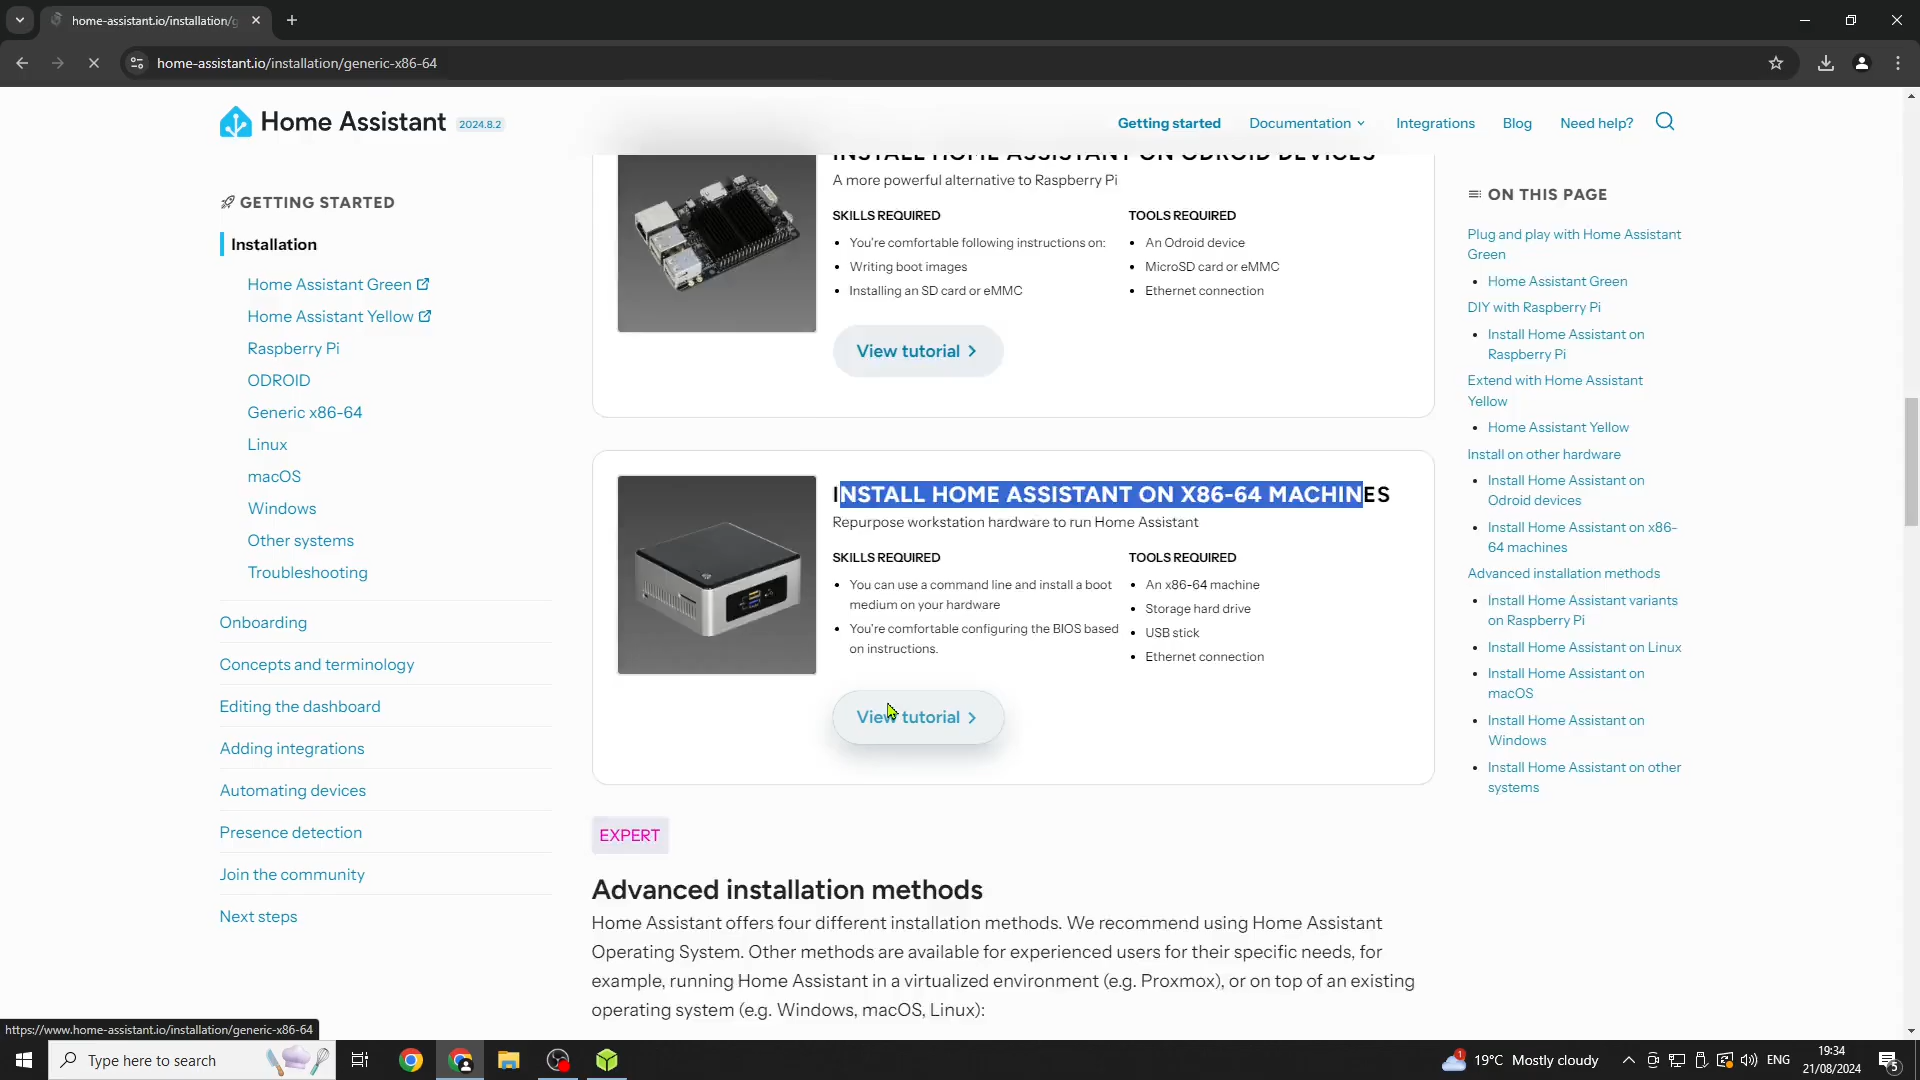 home-assistant.io/installation/g
home-assistant.io/installation/generic-x86-64
Home Assistant 2024.8.2
Getting started
Documentation
Integrations
Blog
Need help?
GETTING STARTED
Installation
Home Assistant Green
Home Assistant Yellow
Raspberry Pi
ODROID
Generic x86-64
Linux
macOS
Windows
Other systems
Troubleshooting
Onboarding
Concepts and terminology
Editing the dashboard
Adding integrations
Automating devices
Presence detection
Join the community
Next steps
INSTALL HOME ASSISTANT ON ODROID DEVICES
A more powerful alternative to Raspberry Pi
SKILLS REQUIRED
You're comfortable following instructions on:
Writing boot images
Installing an SD card or eMMC
TOOLS REQUIRED
An Odroid device
MicroSD card or eMMC
Ethernet connection
View tutorial
INSTALL HOME ASSISTANT ON X86-64 MACHINES
Repurpose workstation hardware to run Home Assistant
SKILLS REQUIRED
You can use a command line and install a boot
medium on your hardware
You're comfortable configuring the BIOS based
on instructions.
TOOLS REQUIRED
An x86-64 machine
Storage hard drive
USB stick
Ethernet connection
View tutorial
EXPERT
Advanced installation methods
Home Assistant offers four different installation methods. We recommend using Home Assistant
Operating System. Other methods are available for experienced users for their specific needs, for
example, running Home Assistant in a virtualized environment (e.g. Proxmox), or on top of an existing
operating system (e.g. Windows, macOS, Linux):
ON THIS PAGE
Plug and play with Home Assistant
Green
Home Assistant Green
DIY with Raspberry Pi
Install Home Assistant on
Raspberry Pi
Extend with Home Assistant
Yellow
Home Assistant Yellow
Install on other hardware
Install Home Assistant on
Odroid devices
Install Home Assistant on x86-
64 machines
Advanced installation methods
Install Home Assistant variants
on Raspberry Pi
Install Home Assistant on Linux
Install Home Assistant on
macOS
Install Home Assistant on
Windows
Install Home Assistant on other
systems
https://www.home-assistant.io/installation/generic-x86-64
Type here to search
1
19°C Mostly cloudy
ENG
19:34
21/08/2024
5